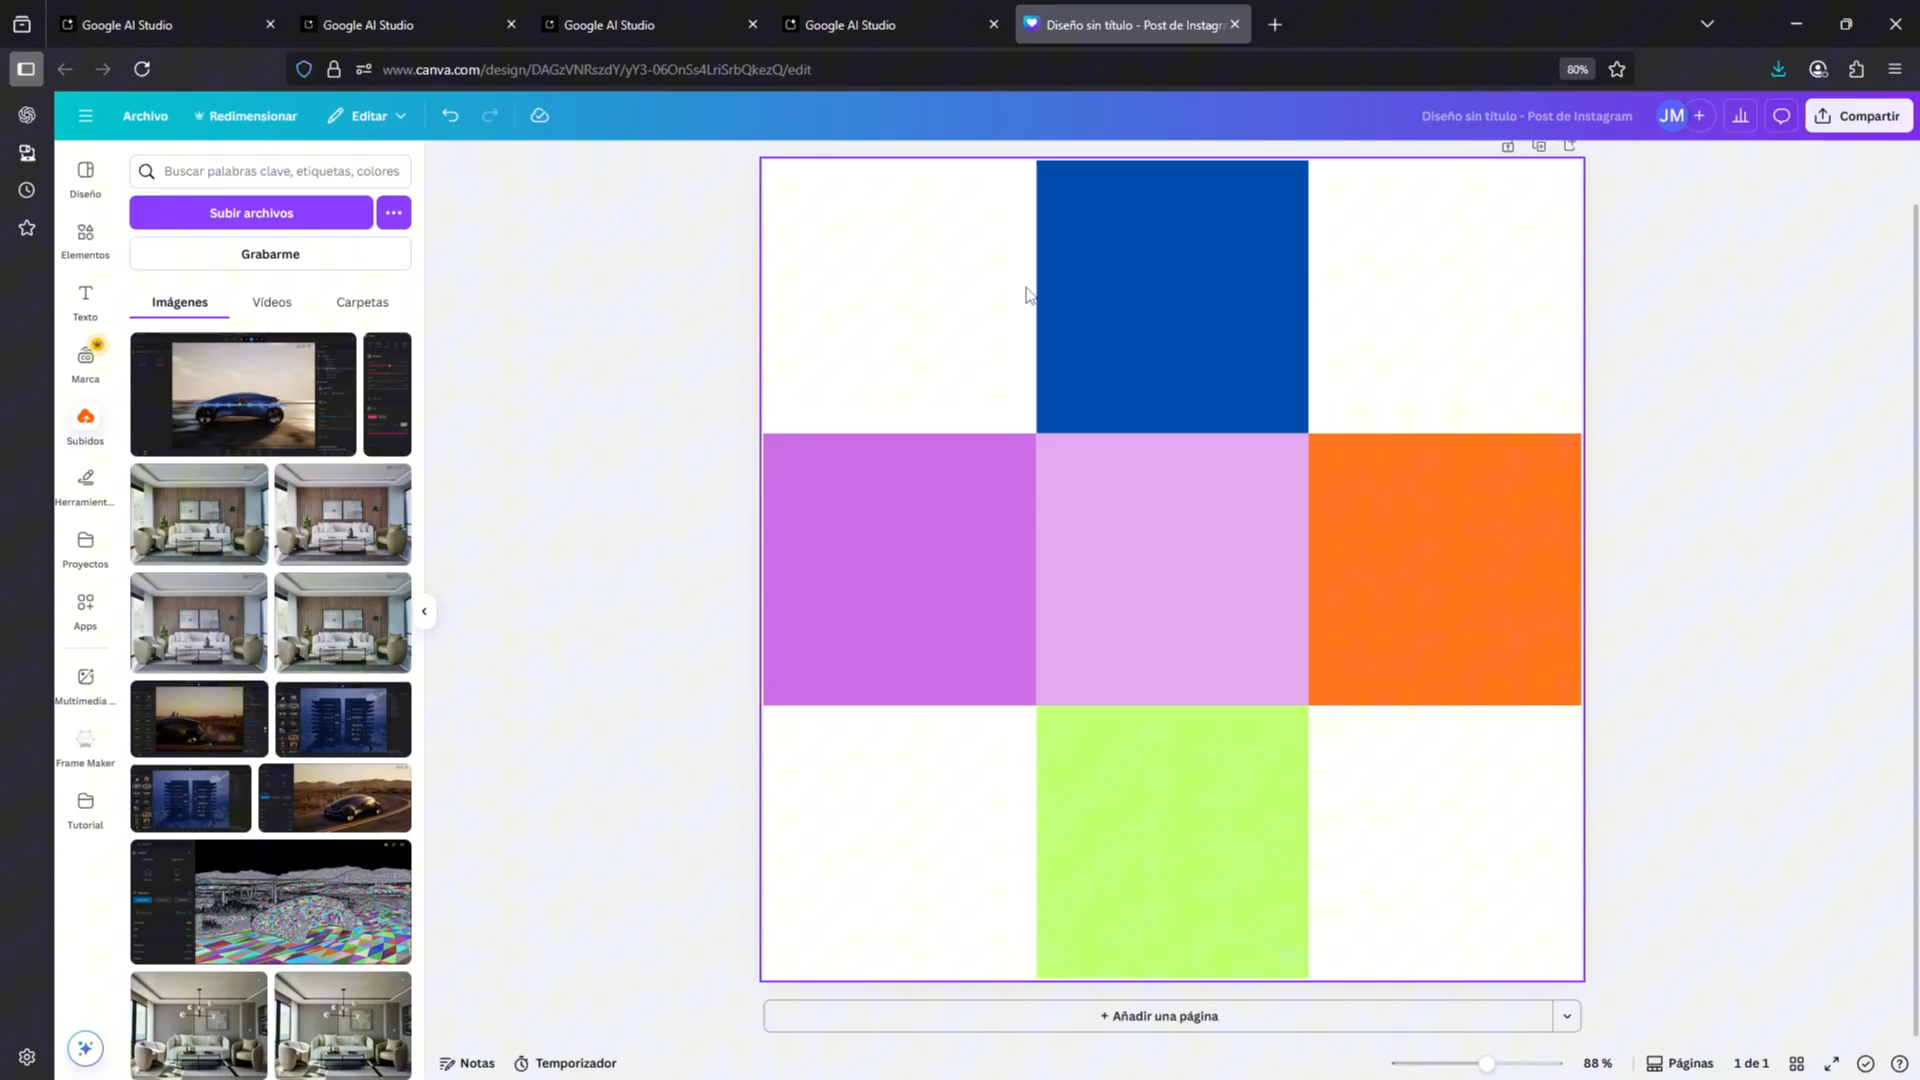 Google AI Studio
Google AI Studio
Google AI Studio
Google AI Studio
Diseño sin título - Post de Instagr
www.canva.com/design/DAGzVNRszdY/yY3-06OnSs4LriSrbQkezQ/edit
80%
Archivo
Redimensionar
Editar
Diseño sin título - Post de Instagram
JM
Compartir
Diseño
Elementos
Texto
Marca
Subidos
Herramient...
Proyectos
Apps
Multimedia ...
Frame Maker
Tutorial
Buscar palabras clave, etiquetas, colores
Subir archivos
Grabarme
Imágenes
Vídeos
Carpetas
+ Añadir una página
Notas
Temporizador
88 %
Páginas
1 de 1